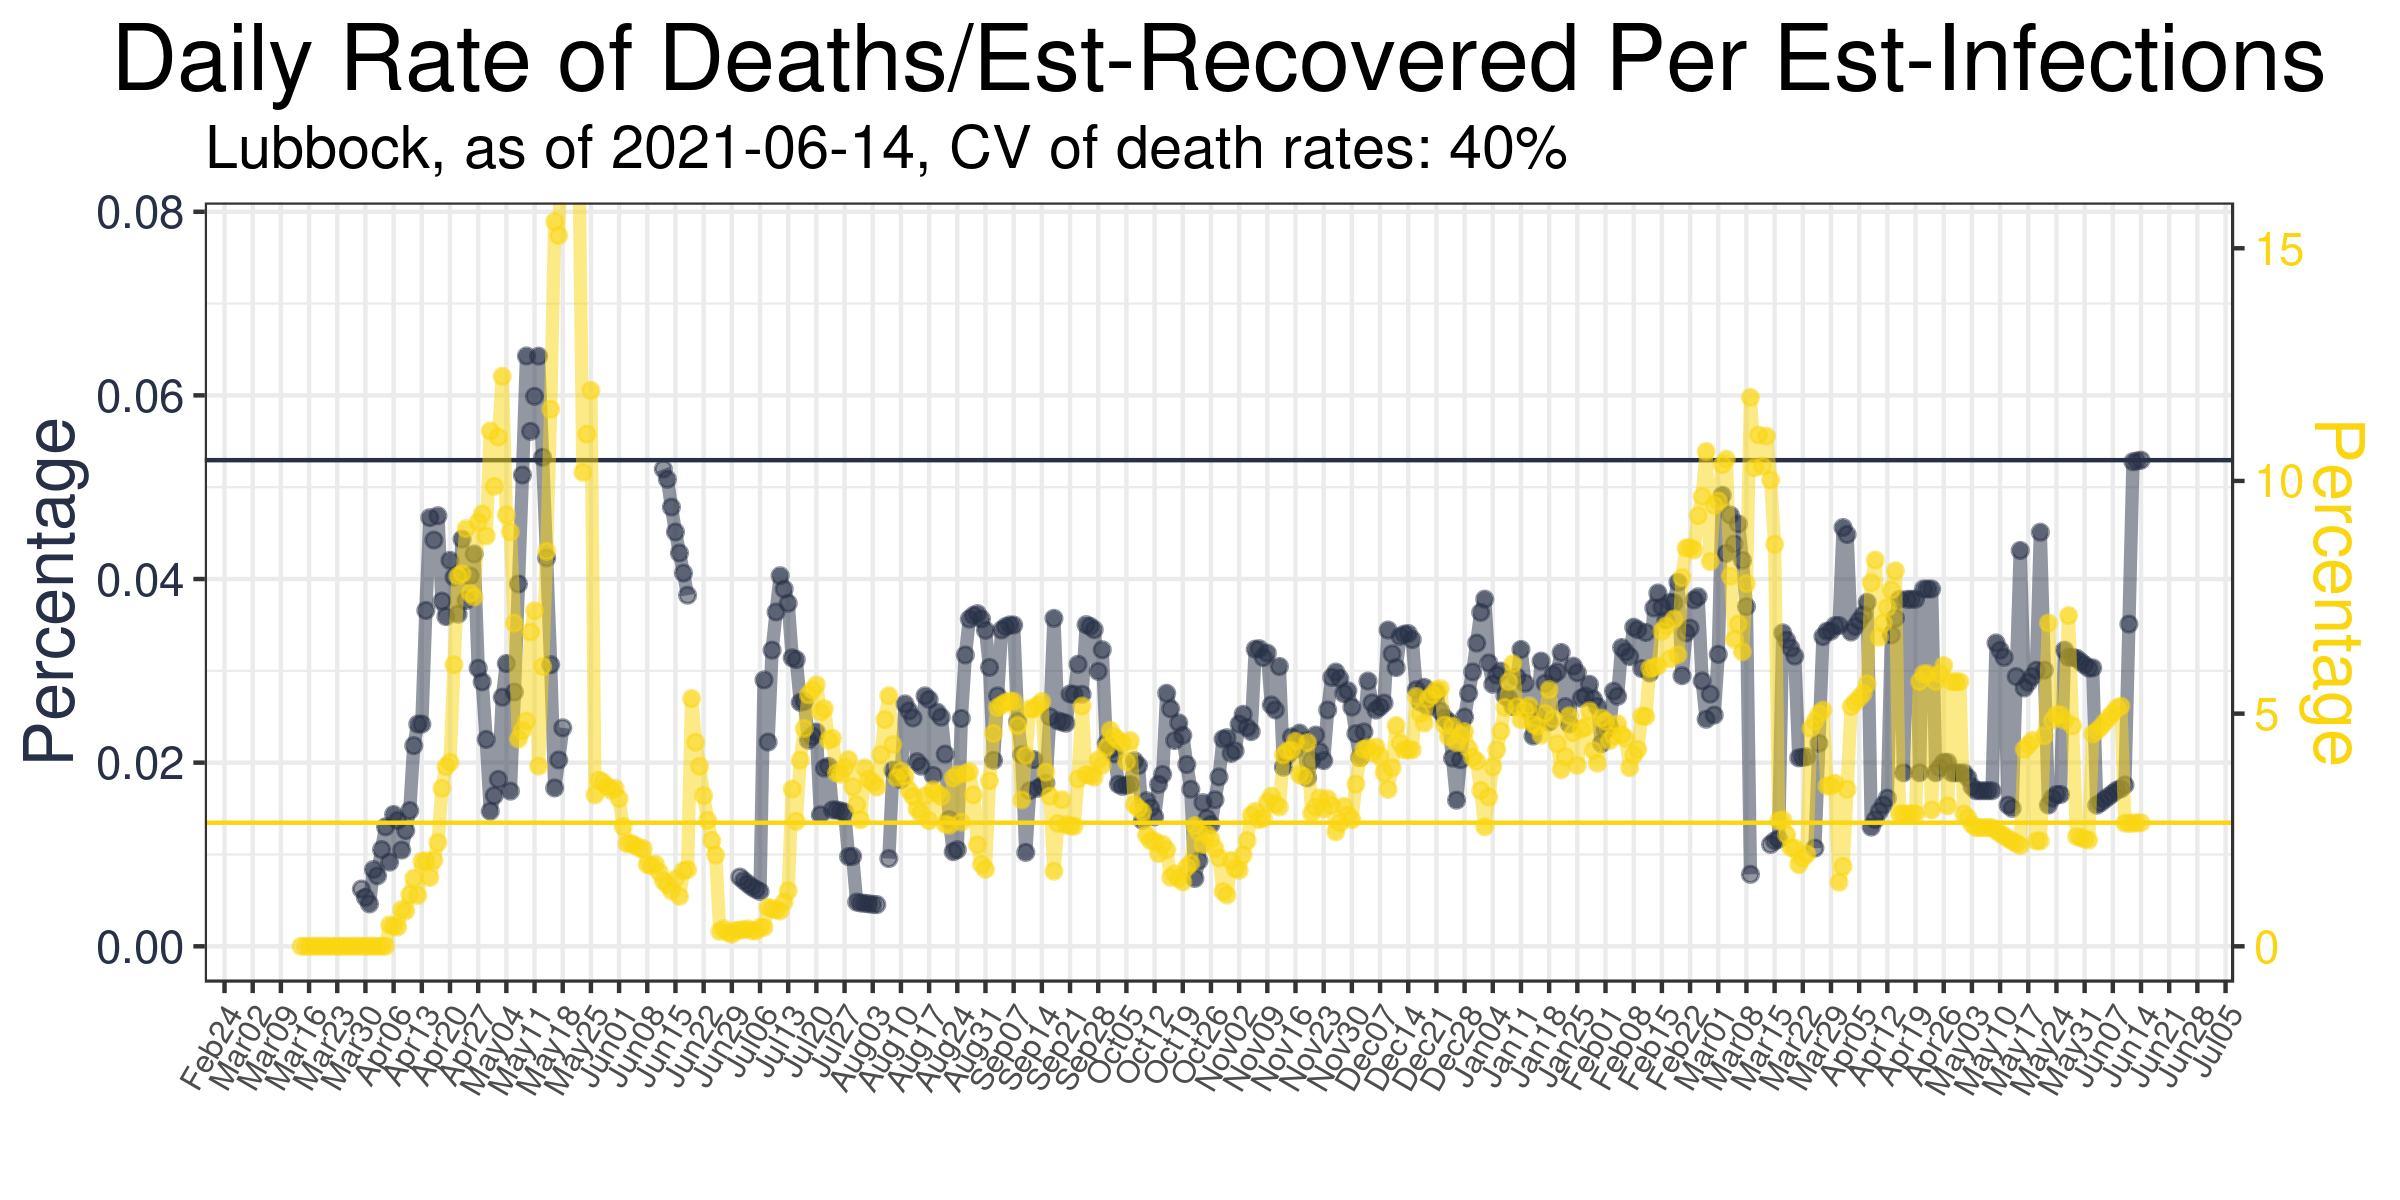 Daily Rate of Deaths/Est-Recovered Per Est-Infections
Lubbock, as of 2021-06-14, CV of death rates: 40%
0.08
0.06
0.04
0.02
0.00
Percentage
15
10
5
0
Percentage
Feb24
Mar02
Mar09
Mar16
Mar23
Mar30
Apr06
Apr13
Apr20
Apr27
May04
May11
May18
May25
Jun01
Jun08
Jun15
Jun22
Jun29
Jul06
Jul13
Jul20
Jul27
Aug03
Aug10
Aug17
Aug24
Aug31
Sep07
Sep14
Sep21
Sep28
Oct05
Oct12
Oct19
Oct26
Nov02
Nov09
Nov16
Nov23
Nov30
Dec07
Dec14
Dec21
Dec28
Jan04
Jan11
Jan18
Jan25
Feb01
Feb08
Feb15
Feb22
Mar01
Mar08
Mar15
Mar22
Mar29
Apr05
Apr12
Apr19
Apr26
May03
May10
May17
May24
May31
Jun07
Jun14
Jun21
Jun28
Jul05